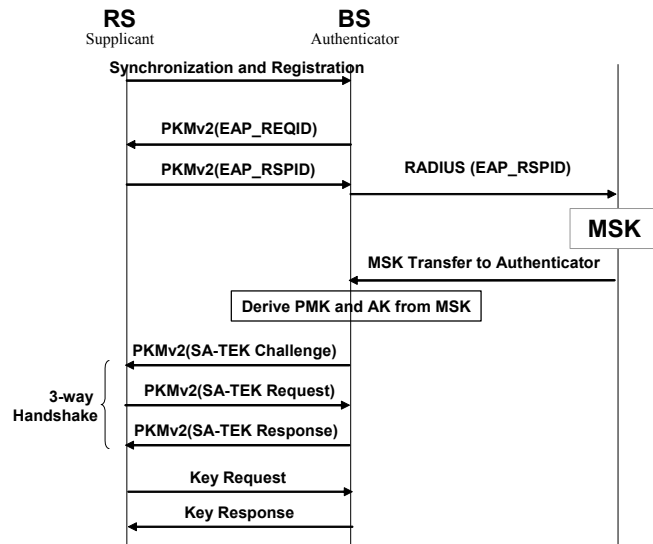 RS
BS
Supplicant
Authenticator
Synchronization and Registration
PKMv2(EAP_REQID)
PKMv2(EAP_RSPID)
RADIUS (EAP_RSPID)
MSK
MSK Transfer to Authenticator
Derive PMK and AK from MSK
PKMv2(SA-TEK Challenge)
3-way
Handshake
PKMv2(SA-TEK Request)
PKMv2(SA-TEK Response)
Key Request
Key Response